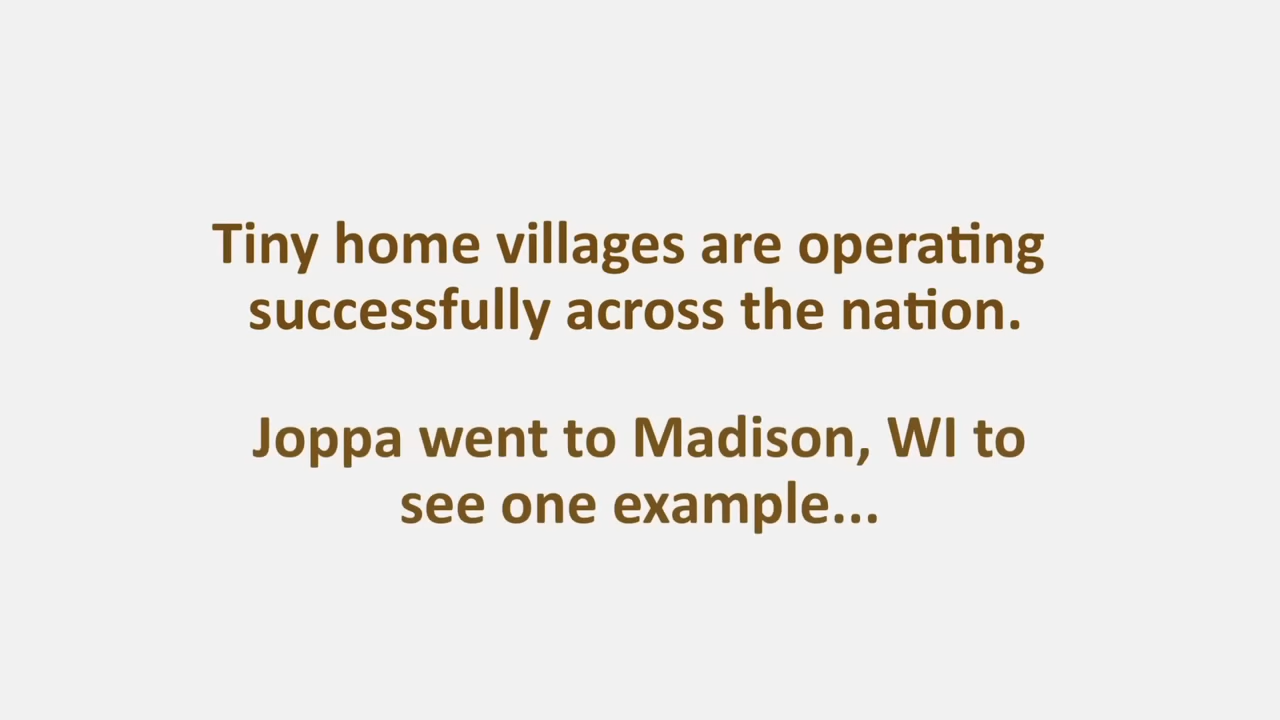 Tiny home villages are operating
successfully across the nation.
Joppa went to Madison, WI to
see one example...